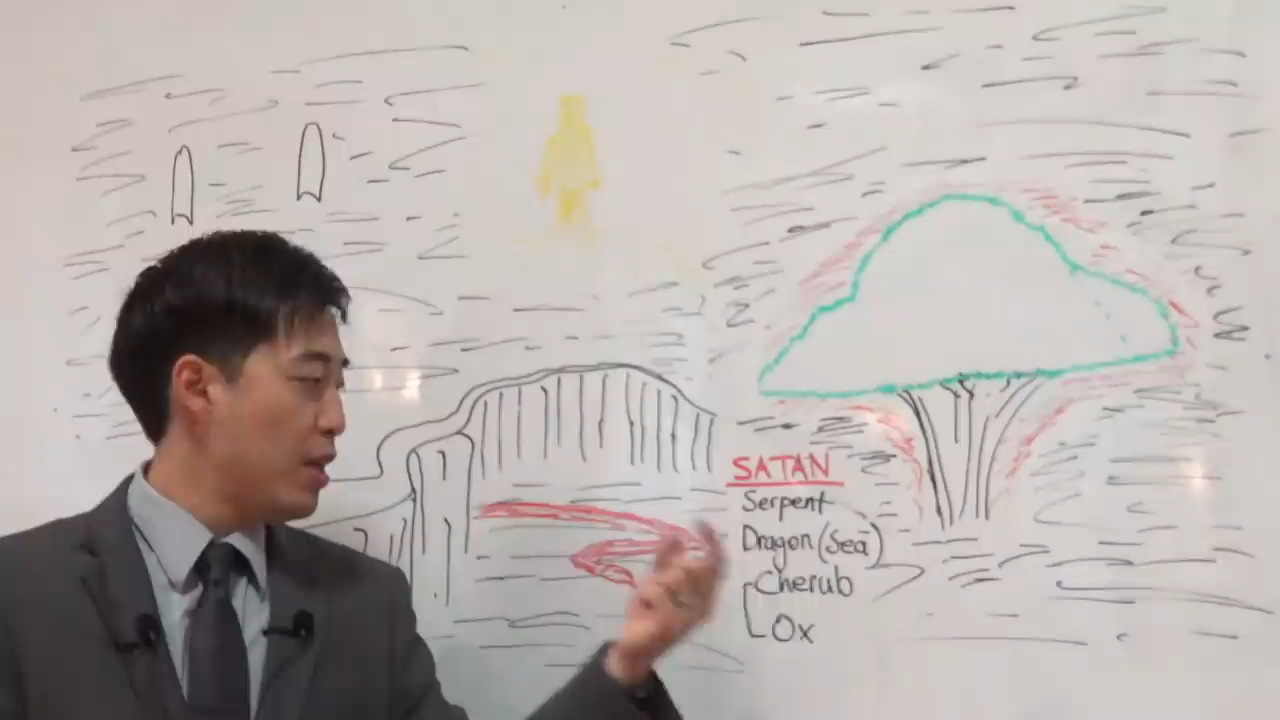 SATAN
Serpent
Dragon (Sea)
Cherub
Ox